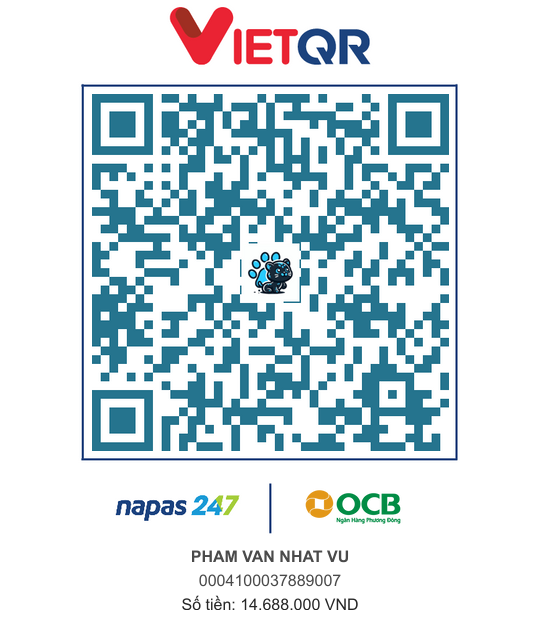 VIETQR
napas 247
OCB
Ngân Hàng Phương Đông
PHAM VAN NHAT VU
0004100037889007
Số tiền: 14.688.000 VND